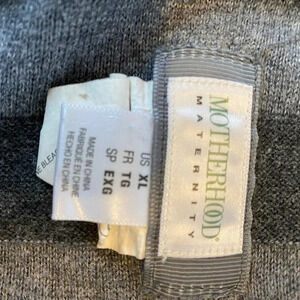 MOTHERHOOD®
MATERNITY
US XL
FR TG
SP EXG
MADE IN CHINA
FABRIQUÉ EN CHINE
HECHO EN CHINA